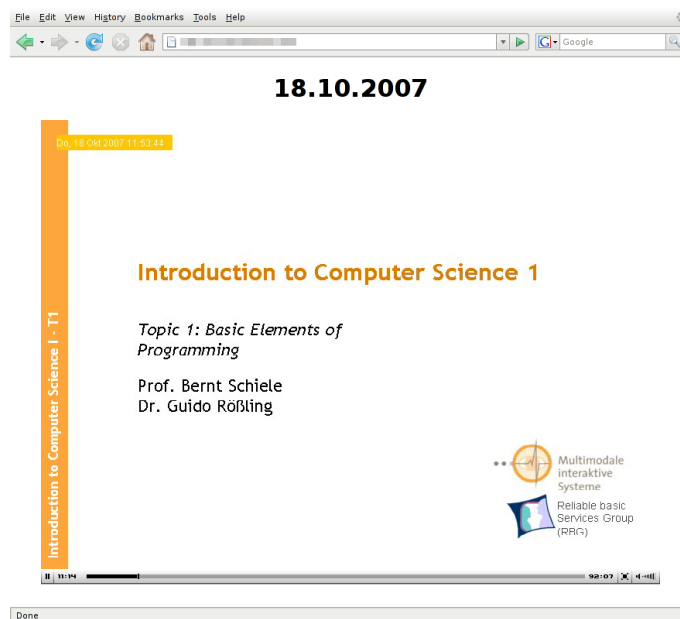 File Edit View History Bookmarks Tools Help
G Google
18.10.2007
Do, 18 Okt 2007 11:53:44
Introduction to Computer Science 1
Topic 1: Basic Elements of
Programming
Prof. Bernt Schiele
Dr. Guido Rößling
Introduction to Computer Science I - T1
Multimodale
interaktive
Systeme
Reliable basic
Services Group
(RBG)
11:14
92:07
Done